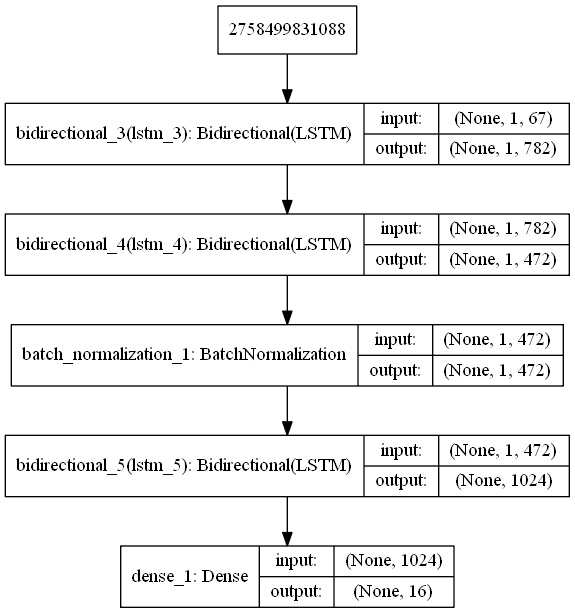 2758499831088
bidirectional_3(lstm_3): Bidirectional(LSTM)
input: (None, 1, 67)
output: (None, 1, 782)
bidirectional_4(lstm_4): Bidirectional(LSTM)
input: (None, 1, 782)
output: (None, 1, 472)
batch_normalization_1: BatchNormalization
input: (None, 1, 472)
output: (None, 1, 472)
bidirectional_5(lstm_5): Bidirectional(LSTM)
input: (None, 1, 472)
output: (None, 1024)
dense_1: Dense
input: (None, 1024)
output: (None, 16)